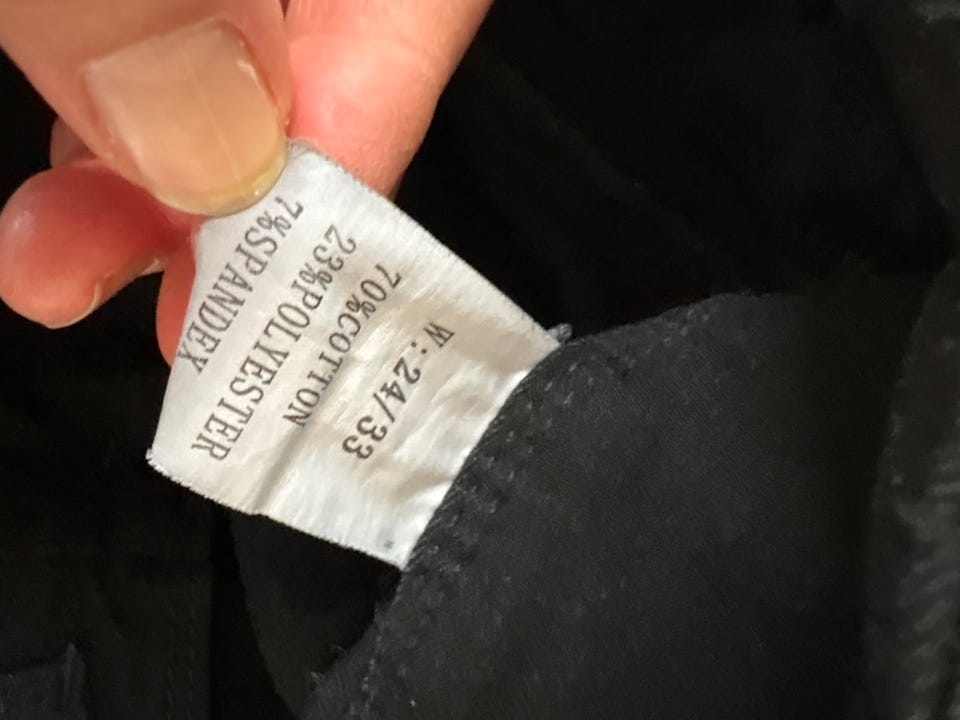 W:24/33
70%COTTON
23%POLYESTER
7%SPANDEX